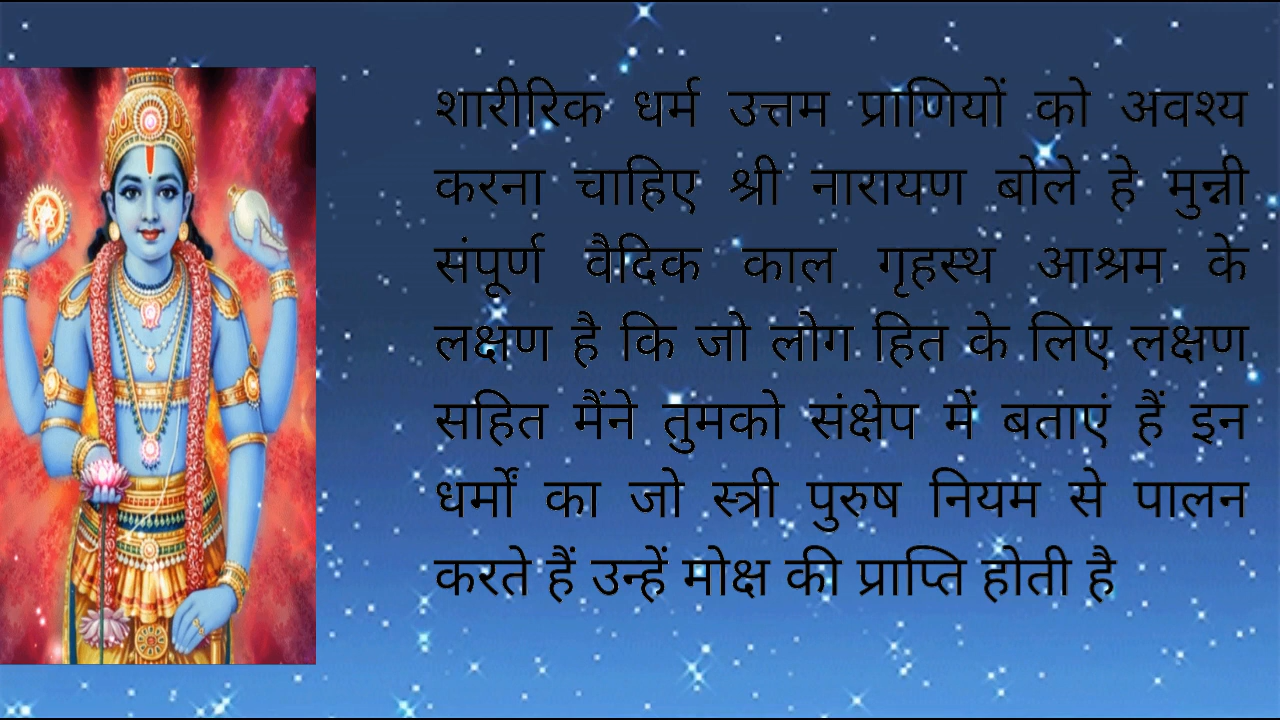 शारीरिक धर्म उत्तम प्राणियों को अवश्य
करना चाहिए श्री नारायण बोले हे मुन्नी
संपूर्ण वैदिक काल गृहस्थ आश्रम के
लक्षण है कि जो लोग हित के लिए लक्षण
सहित मैंने तुमको संक्षेप में बताएं हैं इन
धर्मों का जो स्त्री पुरुष नियम से पालन
करते हैं उन्हें मोक्ष की प्राप्ति होती है